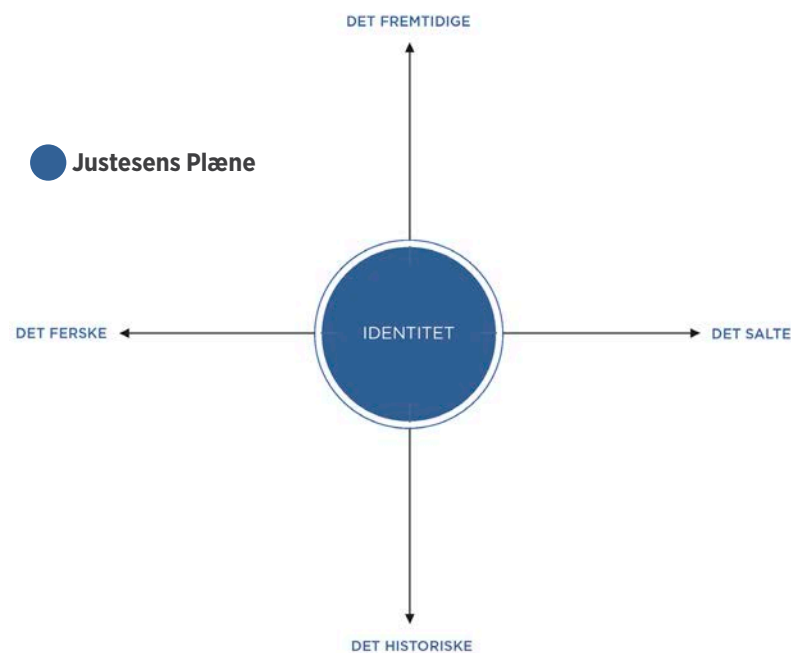 DET FREMTIDIGE
Justesens Plæne
IDENTITET
DET FERSKE
DET SALTE
DET HISTORISKE